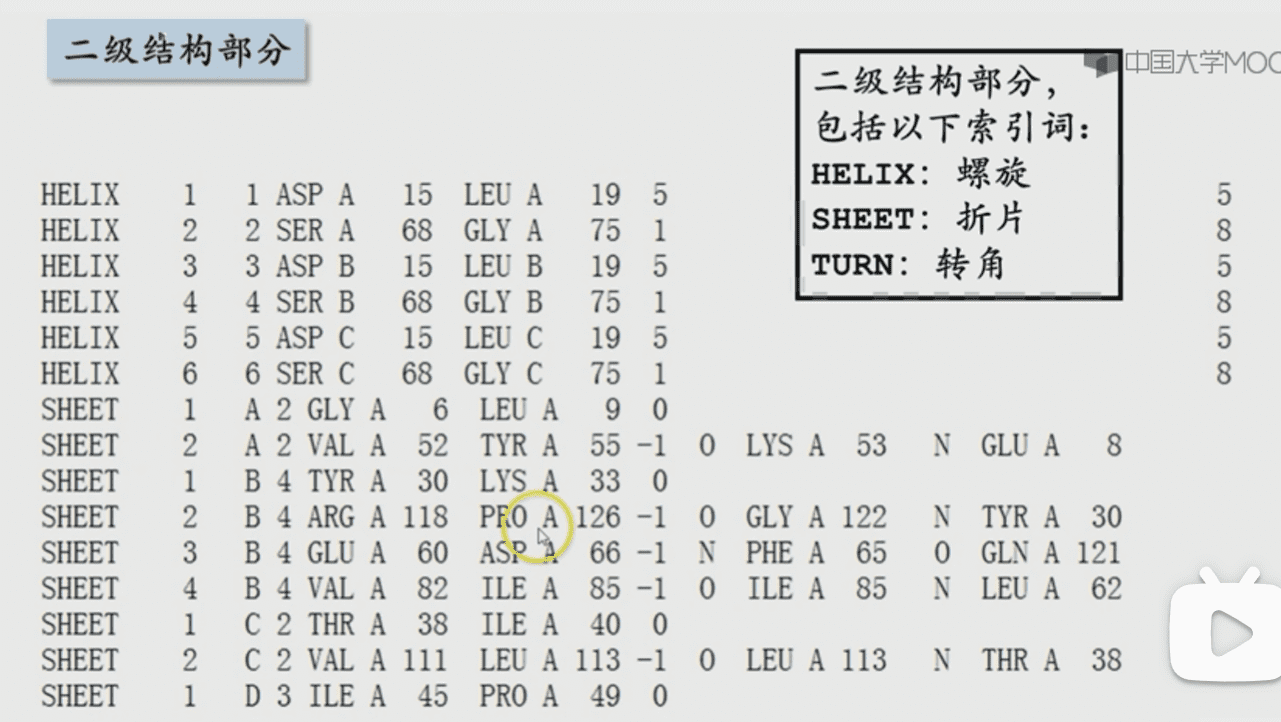 二级结构部分
中国大学MOO
二级结构部分，
包括以下索引词：
HELIX： 螺旋
SHEET： 折片
TURN： 转角
HELIX 1 1 ASP A 15 LEU A 19 5 5
HELIX 2 2 SER A 68 GLY A 75 1 8
HELIX 3 3 ASP B 15 LEU B 19 5 5
HELIX 4 4 SER B 68 GLY B 75 1 8
HELIX 5 5 ASP C 15 LEU C 19 5 5
HELIX 6 6 SER C 68 GLY C 75 1 8
SHEET 1 A 2 GLY A 6 LEU A 9 0
SHEET 2 A 2 VAL A 52 TYR A 55 -1 O LYS A 53 N GLU A 8
SHEET 1 B 4 TYR A 30 LYS A 33 0
SHEET 2 B 4 ARG A 118 PRO A 126 -1 O GLY A 122 N TYR A 30
SHEET 3 B 4 GLU A 60 ASP A 66 -1 N PHE A 65 O GLN A 121
SHEET 4 B 4 VAL A 82 ILE A 85 -1 O ILE A 85 N LEU A 62
SHEET 1 C 2 THR A 38 ILE A 40 0
SHEET 2 C 2 VAL A 111 LEU A 113 -1 O LEU A 113 N THR A 38
SHEET 1 D 3 ILE A 45 PRO A 49 0